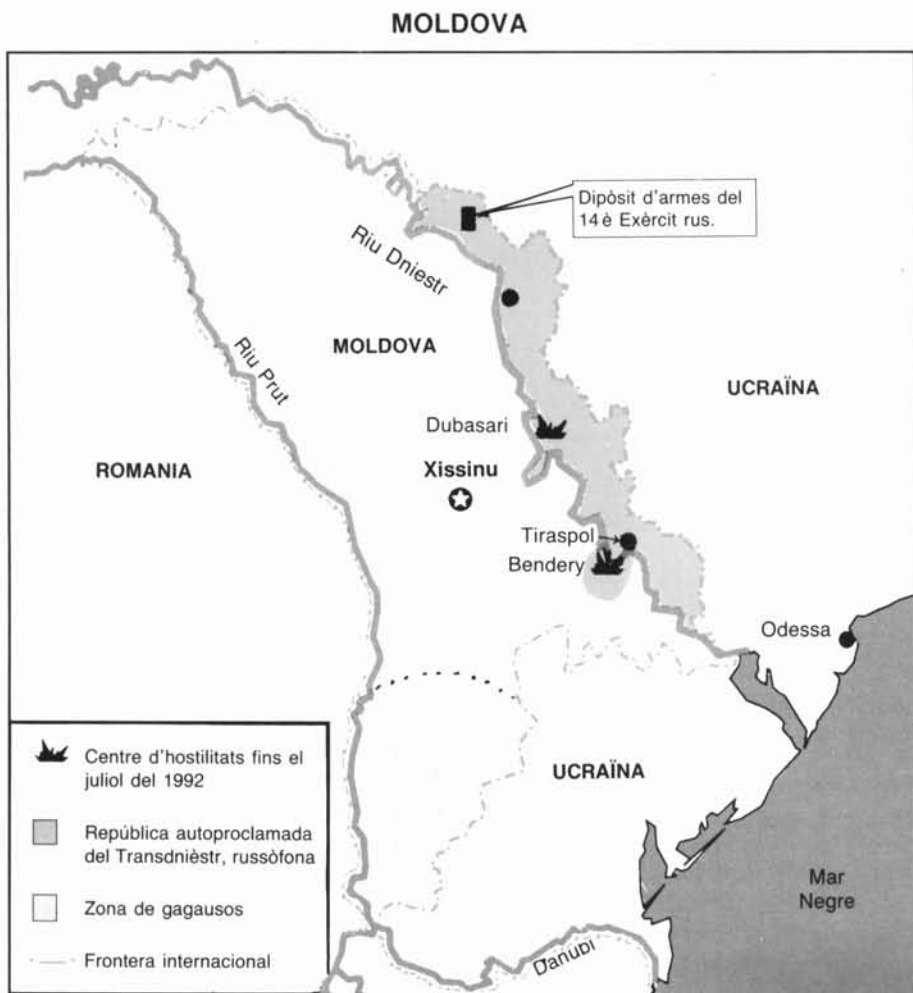 MOLDOVA
Dipòsit d'armes del
14è Exèrcit rus.
Riu Dniestr
MOLDOVA
Riu Prut
UCRAÏNA
Dubasari
ROMANIA
Xissinu
Tiraspol
Bendery
Odessa
UCRAÏNA
Mar
Negre
Danubi
Centre d'hostilitats fins el
juliol del 1992
República autoproclamada
del Transdnièstr, russòfona
Zona de gagausos
Frontera internacional